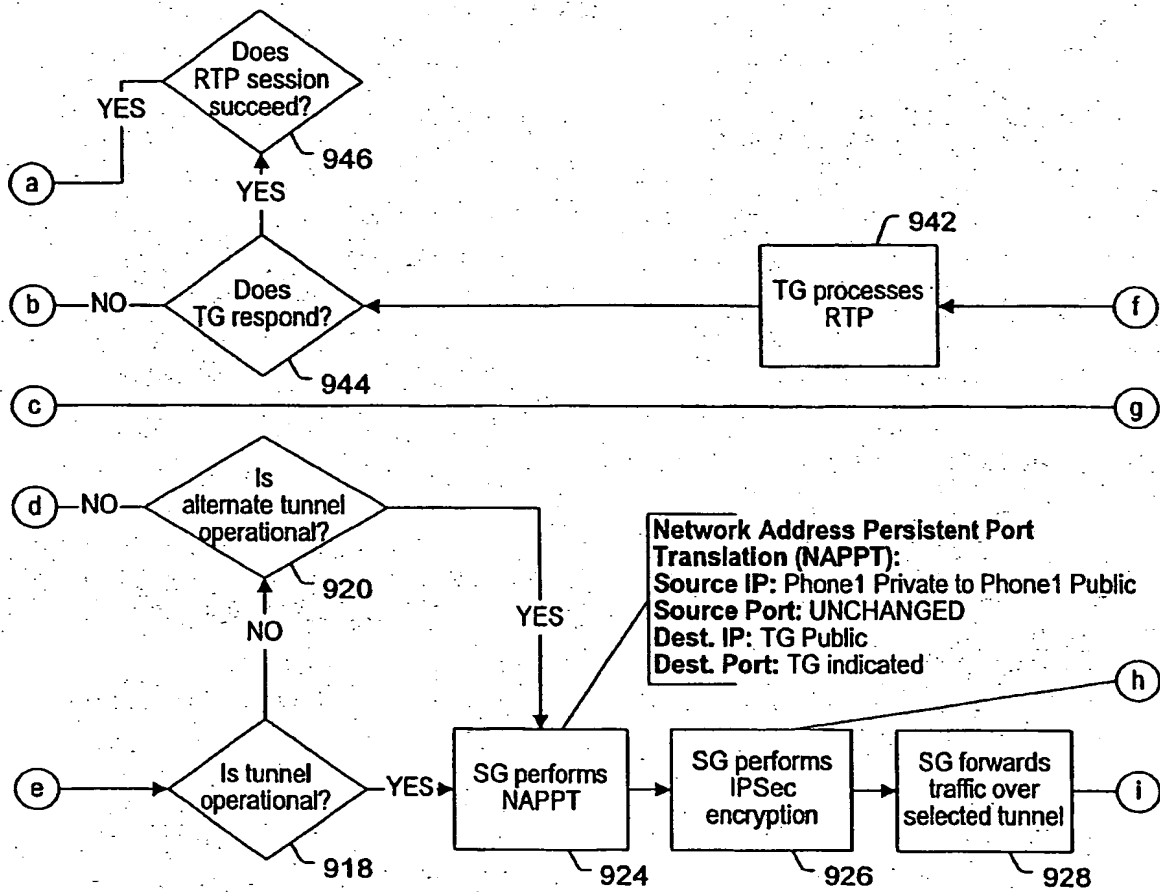 Does
RTP session
succeed?
YES
946
a
YES
942
b
NO
Does
TG respond?
TG processes
RTP
f
944
c
g
d
NO
Is
alternate tunnel
operational?
920
YES
Network Address Persistent Port
Translation (NAPPT):
Source IP: Phone1 Private to Phone1 Public
Source Port: UNCHANGED
Dest. IP: TG Public
Dest. Port: TG indicated
NO
h
e
Is tunnel
operational?
YES
SG performs
NAPPT
SG performs
IPSec
encryption
SG forwards
traffic over
selected tunnel
i
918
924
926
928